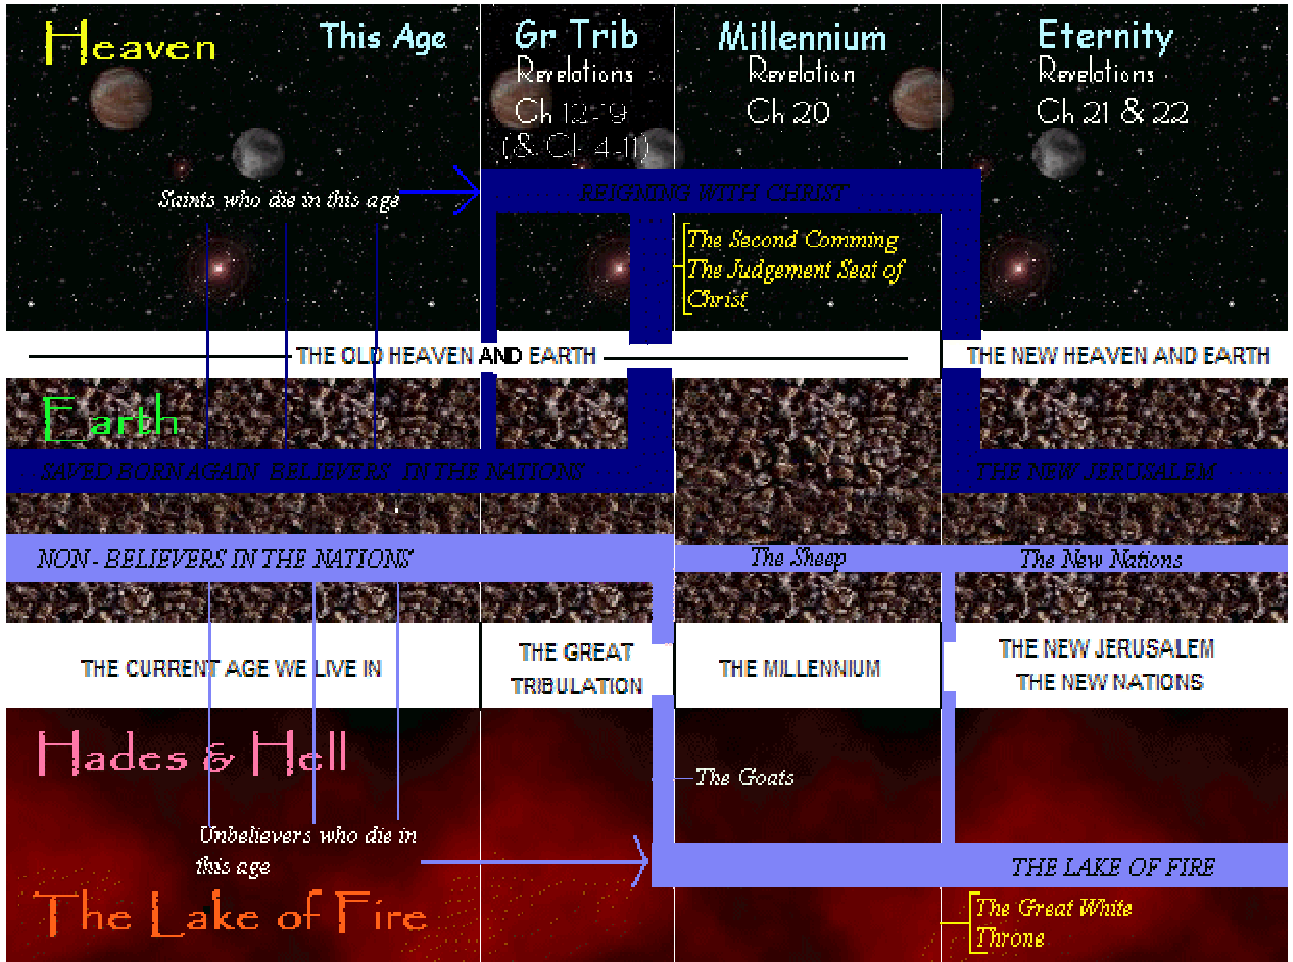 Heaven
This Age
Gr Trib
Revelations
Ch 12-19
(& Ch 4-11)
Millennium
Revelation
Ch 20
Eternity
Revelations
Ch 21 & 22
Saints who die in this age
REIGNING WITH CHRIST
The Second Comming
The Judgement Seat of
Christ
THE OLD HEAVEN AND EARTH
THE NEW HEAVEN AND EARTH
Earth
SAVED BORN AGAIN BELIEVERS IN THE NATIONS
THE NEW JERUSALEM
NON - BELIEVERS IN THE NATIONS
The Sheep
The New Nations
THE CURRENT AGE WE LIVE IN
THE GREAT
TRIBULATION
THE MILLENNIUM
THE NEW JERUSALEM
THE NEW NATIONS
Hades & Hell
The Goats
Unbelievers who die in
this age
THE LAKE OF FIRE
The Lake of Fire
The Great White
Throne